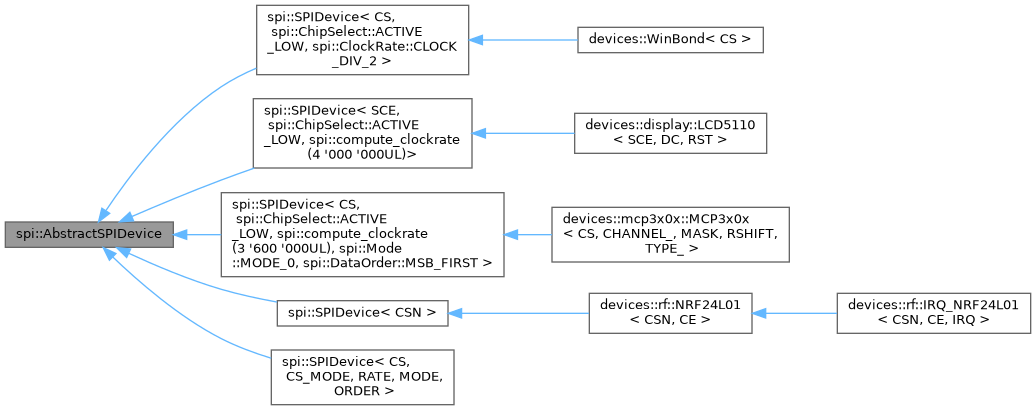 spi::SPIDevice< CS,
spi::ChipSelect::ACTIVE
_LOW, spi::ClockRate::CLOCK
_DIV_2 >
devices::WinBond< CS >
spi::SPIDevice< SCE,
spi::ChipSelect::ACTIVE
_LOW, spi::compute_clockrate
(4 '000 '000UL)>
devices::display::LCD5110
< SCE, DC, RST >
spi::AbstractSPIDevice
spi::SPIDevice< CS,
spi::ChipSelect::ACTIVE
_LOW, spi::compute_clockrate
(3 '600 '000UL), spi::Mode
::MODE_0, spi::DataOrder::MSB_FIRST >
devices::mcp3x0x::MCP3x0x
< CS, CHANNEL_, MASK, RSHIFT,
TYPE_ >
spi::SPIDevice< CSN >
devices::rf::NRF24L01
< CSN, CE >
devices::rf::IRQ_NRF24L01
< CSN, CE, IRQ >
spi::SPIDevice< CS,
CS_MODE, RATE, MODE,
ORDER >